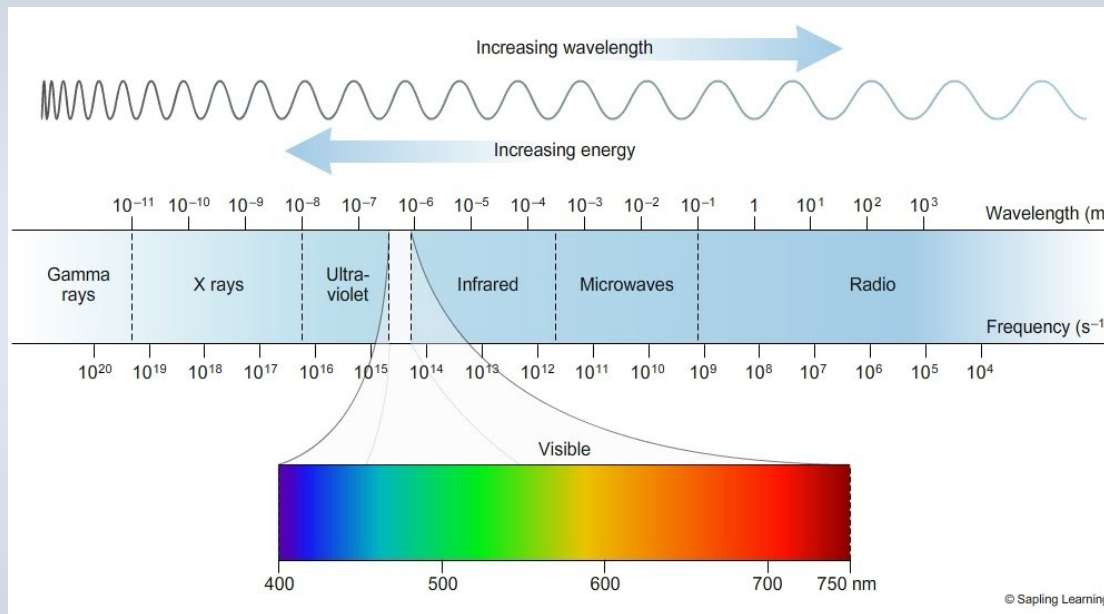 Increasing wavelength
Increasing energy
10⁻¹¹ 10⁻¹⁰ 10⁻⁹ 10⁻⁸ 10⁻⁷ 10⁻⁶ 10⁻⁵ 10⁻⁴ 10⁻³ 10⁻² 10⁻¹ 1 10¹ 10² 10³ Wavelength (m
Gamma rays X rays Ultra-violet Infrared Microwaves Radio
Frequency (s⁻¹
10²⁰ 10¹⁹ 10¹⁸ 10¹⁷ 10¹⁶ 10¹⁵ 10¹⁴ 10¹³ 10¹² 10¹¹ 10¹⁰ 10⁹ 10⁸ 10⁷ 10⁶ 10⁵ 10⁴
Visible
400 500 600 700 750 nm
© Sapling Learning